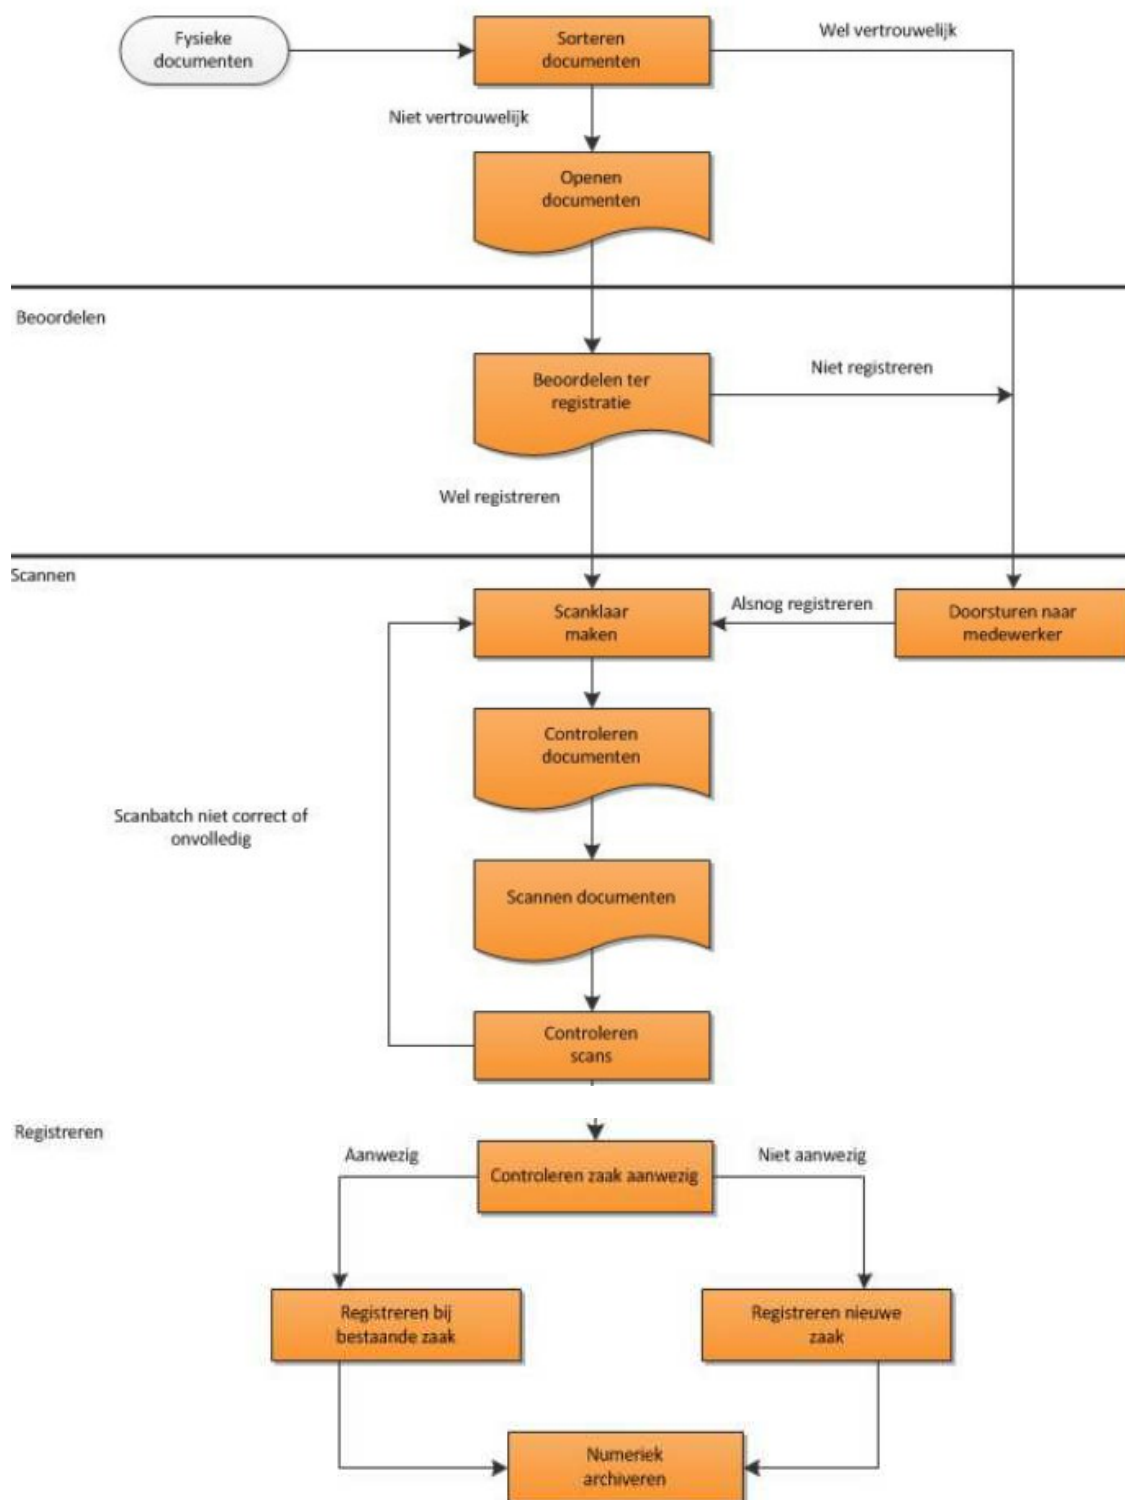 Fysieke
documenten
Sorteren
documenten
Wel vertrouwelijk
Niet vertrouwelijk
Openen
documenten
Beoordelen
Beoordelen ter
registratie
Niet registreren
Wel registreren
Scannen
Scanklaar
maken
Alsnog registreren
Doorsturen naar
medewerker
Controleren
documenten
Scanbatch niet correct of
onvolledig
Scannen documenten
Controleren
scans
Registreren
Aanwezig
Controleren zaak aanwezig
Niet aanwezig
Registreren bij
bestaande zaak
Registreren nieuwe
zaak
Numeriek
archiveren